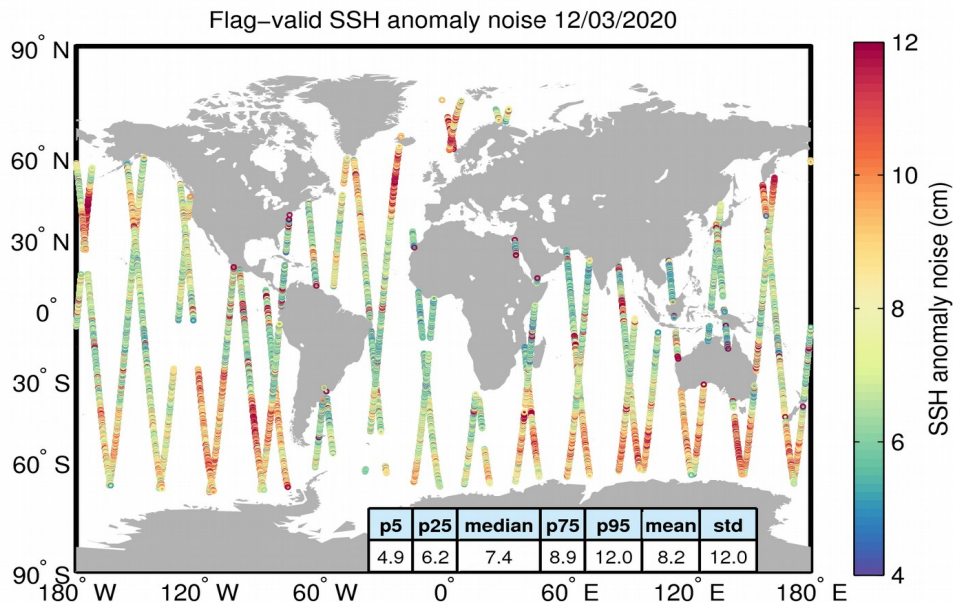 Flag−valid SSH anomaly noise 12/03/2020
90° N
60° N
30° N
0°
30° S
60° S
90° S
180° W 120° W 60° W 0° 60° E 120° E 180° E
p5 p25 median p75 p95 mean std
4.9 6.2 7.4 8.9 12.0 8.2 12.0
12
10
8
6
4
SSH anomaly noise (cm)